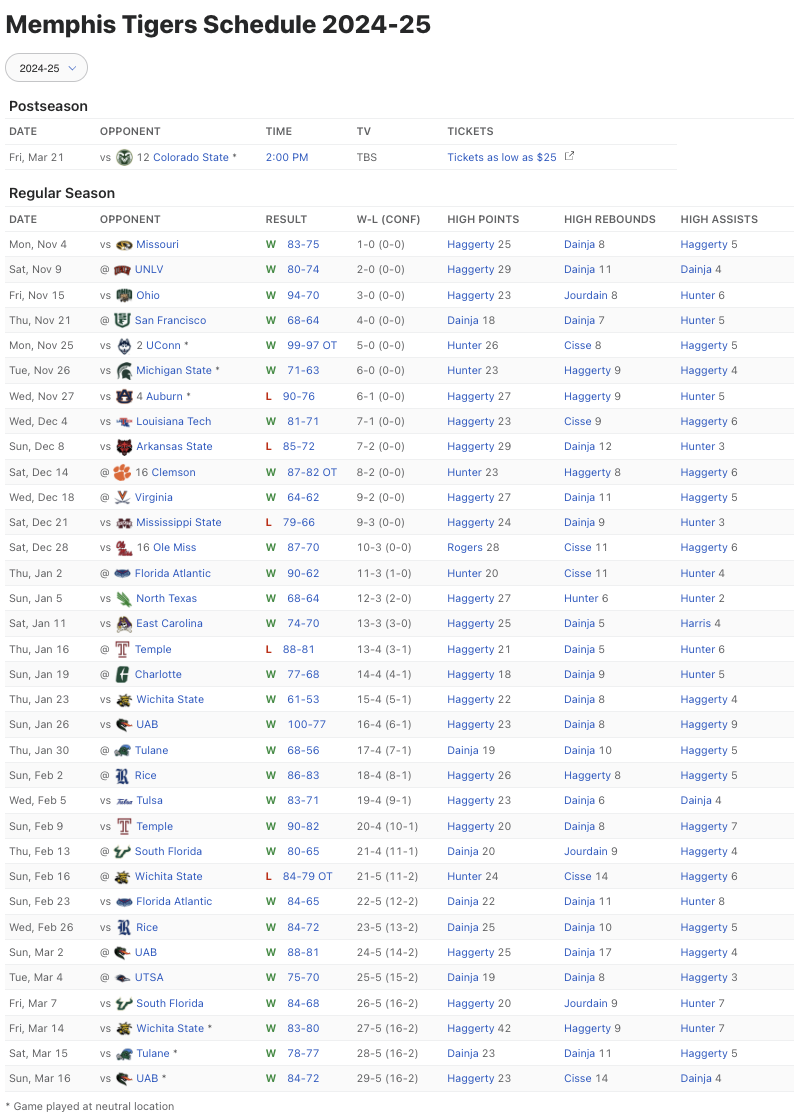 Memphis Tigers Schedule 2024-25
2024-25
Postseason
DATE OPPONENT TIME TV TICKETS
Fri, Mar 21 vs 12 Colorado State * 2:00 PM TBS Tickets as low as $25
Regular Season
DATE OPPONENT RESULT W-L (CONF) HIGH POINTS HIGH REBOUNDS HIGH ASSISTS
Mon, Nov 4 vs Missouri W 83-75 1-0 (0-0) Haggerty 25 Dainja 8 Haggerty 5
Sat, Nov 9 @ UNLV W 80-74 2-0 (0-0) Haggerty 29 Dainja 11 Dainja 4
Fri, Nov 15 vs Ohio W 94-70 3-0 (0-0) Haggerty 23 Jourdain 8 Hunter 6
Thu, Nov 21 @ San Francisco W 68-64 4-0 (0-0) Dainja 18 Dainja 7 Hunter 5
Mon, Nov 25 vs 2 UConn * W 99-97 OT 5-0 (0-0) Hunter 26 Cisse 8 Haggerty 5
Tue, Nov 26 vs Michigan State * W 71-63 6-0 (0-0) Hunter 23 Haggerty 9 Haggerty 4
Wed, Nov 27 vs 4 Auburn * L 90-76 6-1 (0-0) Haggerty 27 Haggerty 9 Hunter 5
Wed, Dec 4 vs Louisiana Tech W 81-71 7-1 (0-0) Haggerty 23 Cisse 9 Haggerty 6
Sun, Dec 8 vs Arkansas State L 85-72 7-2 (0-0) Haggerty 29 Dainja 12 Hunter 3
Sat, Dec 14 @ 16 Clemson W 87-82 OT 8-2 (0-0) Hunter 23 Haggerty 8 Haggerty 6
Wed, Dec 18 @ Virginia W 64-62 9-2 (0-0) Haggerty 27 Dainja 11 Haggerty 5
Sat, Dec 21 vs Mississippi State L 79-66 9-3 (0-0) Haggerty 24 Dainja 9 Hunter 3
Sat, Dec 28 vs 16 Ole Miss W 87-70 10-3 (0-0) Rogers 28 Cisse 11 Haggerty 6
Thu, Jan 2 @ Florida Atlantic W 90-62 11-3 (1-0) Hunter 20 Cisse 11 Hunter 4
Sun, Jan 5 vs North Texas W 68-64 12-3 (2-0) Haggerty 27 Hunter 6 Hunter 2
Sat, Jan 11 vs East Carolina W 74-70 13-3 (3-0) Haggerty 25 Dainja 5 Harris 4
Thu, Jan 16 @ Temple L 88-81 13-4 (3-1) Haggerty 21 Dainja 5 Hunter 6
Sun, Jan 19 @ Charlotte W 77-68 14-4 (4-1) Haggerty 18 Dainja 9 Hunter 5
Thu, Jan 23 vs Wichita State W 61-53 15-4 (5-1) Haggerty 22 Dainja 8 Haggerty 4
Sun, Jan 26 vs UAB W 100-77 16-4 (6-1) Haggerty 23 Dainja 8 Haggerty 9
Thu, Jan 30 @ Tulane W 68-56 17-4 (7-1) Dainja 19 Dainja 10 Haggerty 5
Sun, Feb 2 @ Rice W 86-83 18-4 (8-1) Haggerty 26 Haggerty 8 Haggerty 5
Wed, Feb 5 vs Tulsa W 83-71 19-4 (9-1) Haggerty 23 Dainja 6 Dainja 4
Sun, Feb 9 vs Temple W 90-82 20-4 (10-1) Haggerty 20 Dainja 8 Haggerty 7
Thu, Feb 13 @ South Florida W 80-65 21-4 (11-1) Dainja 20 Jourdain 9 Haggerty 4
Sun, Feb 16 @ Wichita State L 84-79 OT 21-5 (11-2) Hunter 24 Cisse 14 Haggerty 6
Sun, Feb 23 vs Florida Atlantic W 84-65 22-5 (12-2) Dainja 22 Dainja 11 Hunter 8
Wed, Feb 26 vs Rice W 84-72 23-5 (13-2) Dainja 25 Dainja 10 Haggerty 5
Sun, Mar 2 @ UAB W 88-81 24-5 (14-2) Haggerty 25 Dainja 17 Haggerty 4
Tue, Mar 4 @ UTSA W 75-70 25-5 (15-2) Dainja 19 Dainja 8 Haggerty 3
Fri, Mar 7 vs South Florida W 84-68 26-5 (16-2) Haggerty 20 Jourdain 9 Hunter 7
Fri, Mar 14 vs Wichita State * W 83-80 27-5 (16-2) Haggerty 42 Haggerty 9 Hunter 7
Sat, Mar 15 vs Tulane * W 78-77 28-5 (16-2) Dainja 23 Dainja 11 Haggerty 5
Sun, Mar 16 vs UAB * W 84-72 29-5 (16-2) Haggerty 23 Cisse 14 Dainja 4
* Game played at neutral location